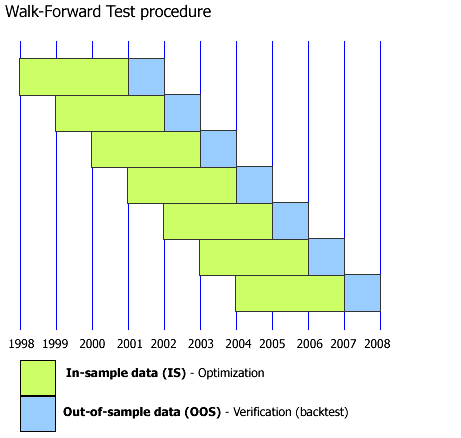 Walk-Forward Test procedure
1998 1999 2000 2001 2002 2003 2004 2005 2006 2007 2008
In-sample data (IS) - Optimization
Out-of-sample data (OOS) - Verification (backtest)